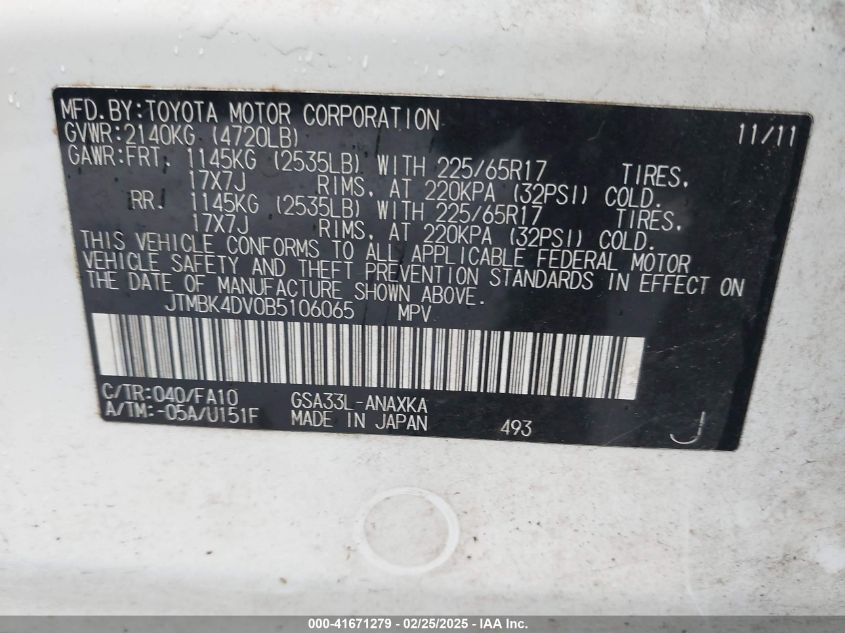 MFD.BY:TOYOTA MOTOR CORPORATION 11/11
GVWR:2140KG (4720LB)
GAWR:FRT. 1145KG (2535LB) WITH 225/65R17 TIRES,
17X7J RIMS, AT 220KPA (32PSI) COLD.
RR. 1145KG (2535LB) WITH 225/65R17 TIRES,
17X7J RIMS, AT 220KPA (32PSI) COLD.
THIS VEHICLE CONFORMS TO ALL APPLICABLE FEDERAL MOTOR
VEHICLE SAFETY AND THEFT PREVENTION STANDARDS IN EFFECT ON
THE DATE OF MANUFACTURE SHOWN ABOVE.
JTMBK4DV0B5106065 MPV
C/TR:040/FA10 GSA33L-ANAXKA
A/TM:-05A/U151F MADE IN JAPAN 493 J
000-41671279 - 02/25/2025 - IAA Inc.